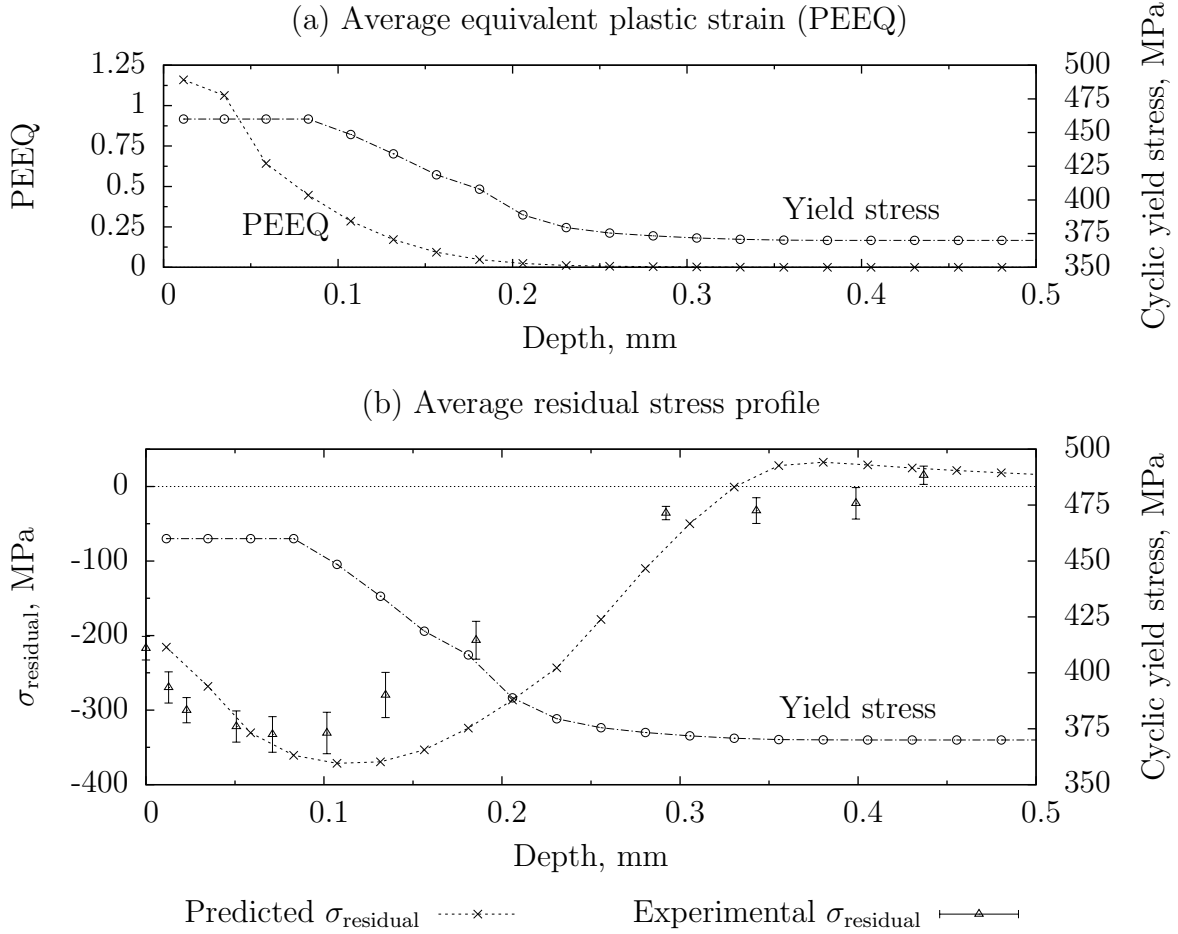 (a) Average equivalent plastic strain (PEEQ)
PEEQ
1.25
1
0.75
0.5
0.25
0
500
475
450
425
400
375
350
Cyclic yield stress, MPa
Yield stress
PEEQ
0 0.1 0.2 0.3 0.4 0.5
Depth, mm
(b) Average residual stress profile
σresidual, MPa
0
-100
-200
-300
-400
500
475
450
425
400
375
350
Cyclic yield stress, MPa
Yield stress
0 0.1 0.2 0.3 0.4 0.5
Depth, mm
Predicted σresidual Experimental σresidual